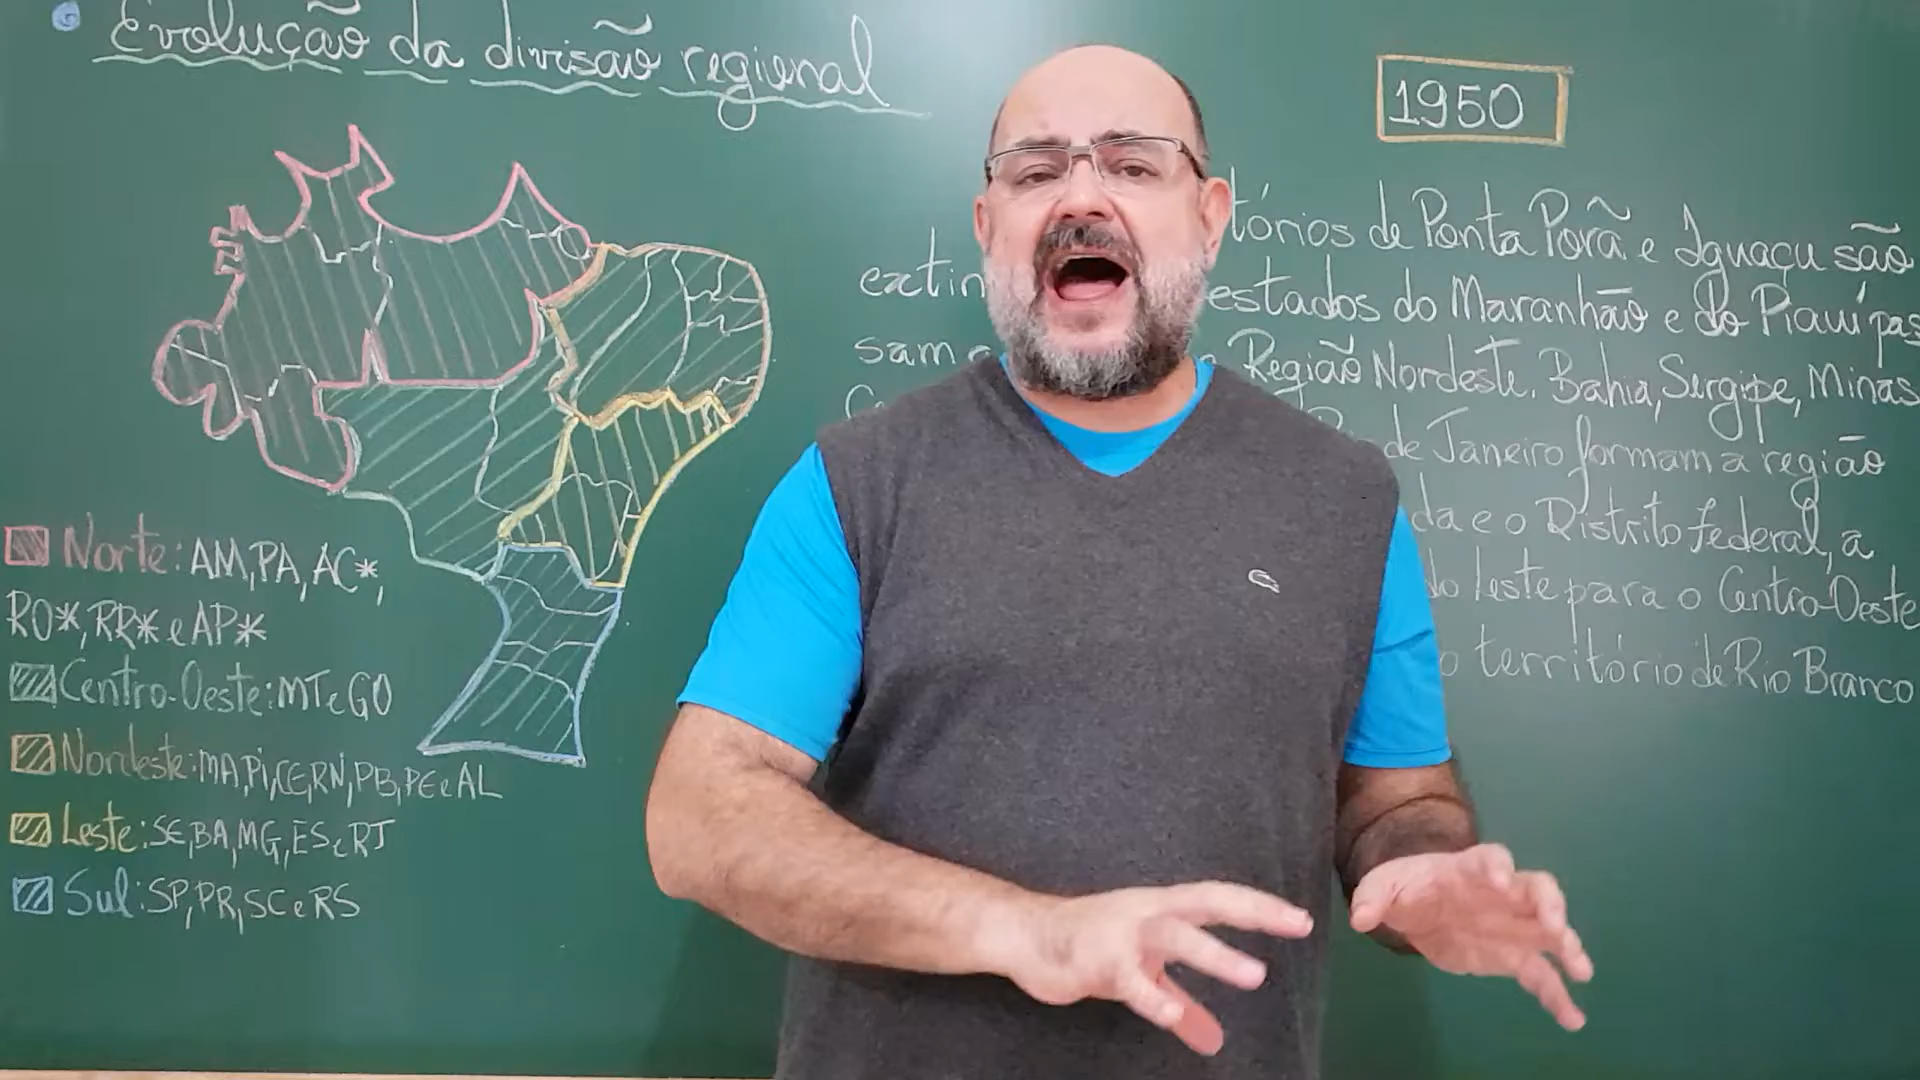 Evolução da divisão regional
1950
Norte: AM, PA, AC*,
RO*, RR* e AP*
Centro-Oeste: MT e GO
Nordeste: MA, PI, CE, RN, PB, PE e AL
Leste: SE, BA, MG, ES e RJ
Sul: SP, PR, SC e RS
tórios de Ponta Porã e Iguaçu são
extin estados do Maranhão e do Piauí pas
sam Região Nordeste. Bahia, Sergipe, Minas
de Janeiro formam a região
da e o Distrito Federal, a
do Leste para o Centro-Oeste
o território de Rio Branco